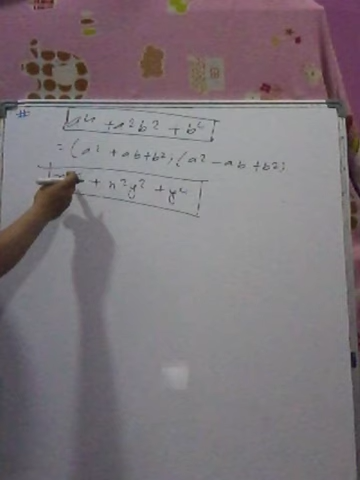 #
a⁴ + a²b² + b⁴
= (a² + ab + b²) (a² - ab + b²)
+ x²y² + y⁴